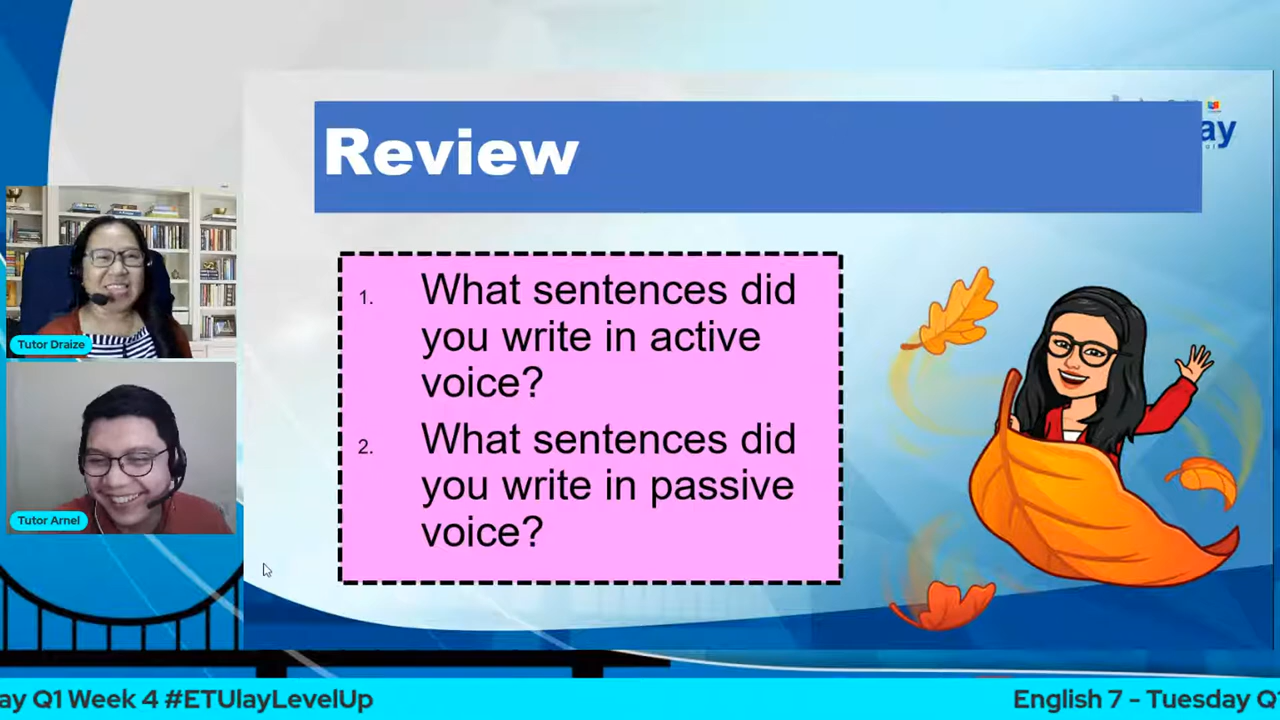 Review
ay
1. What sentences did
you write in active
voice?
2. What sentences did
you write in passive
voice?
Tutor Draize
Tutor Arnel
ay Q1 Week 4 #ETUlayLevelUp
English 7 - Tuesday Q1